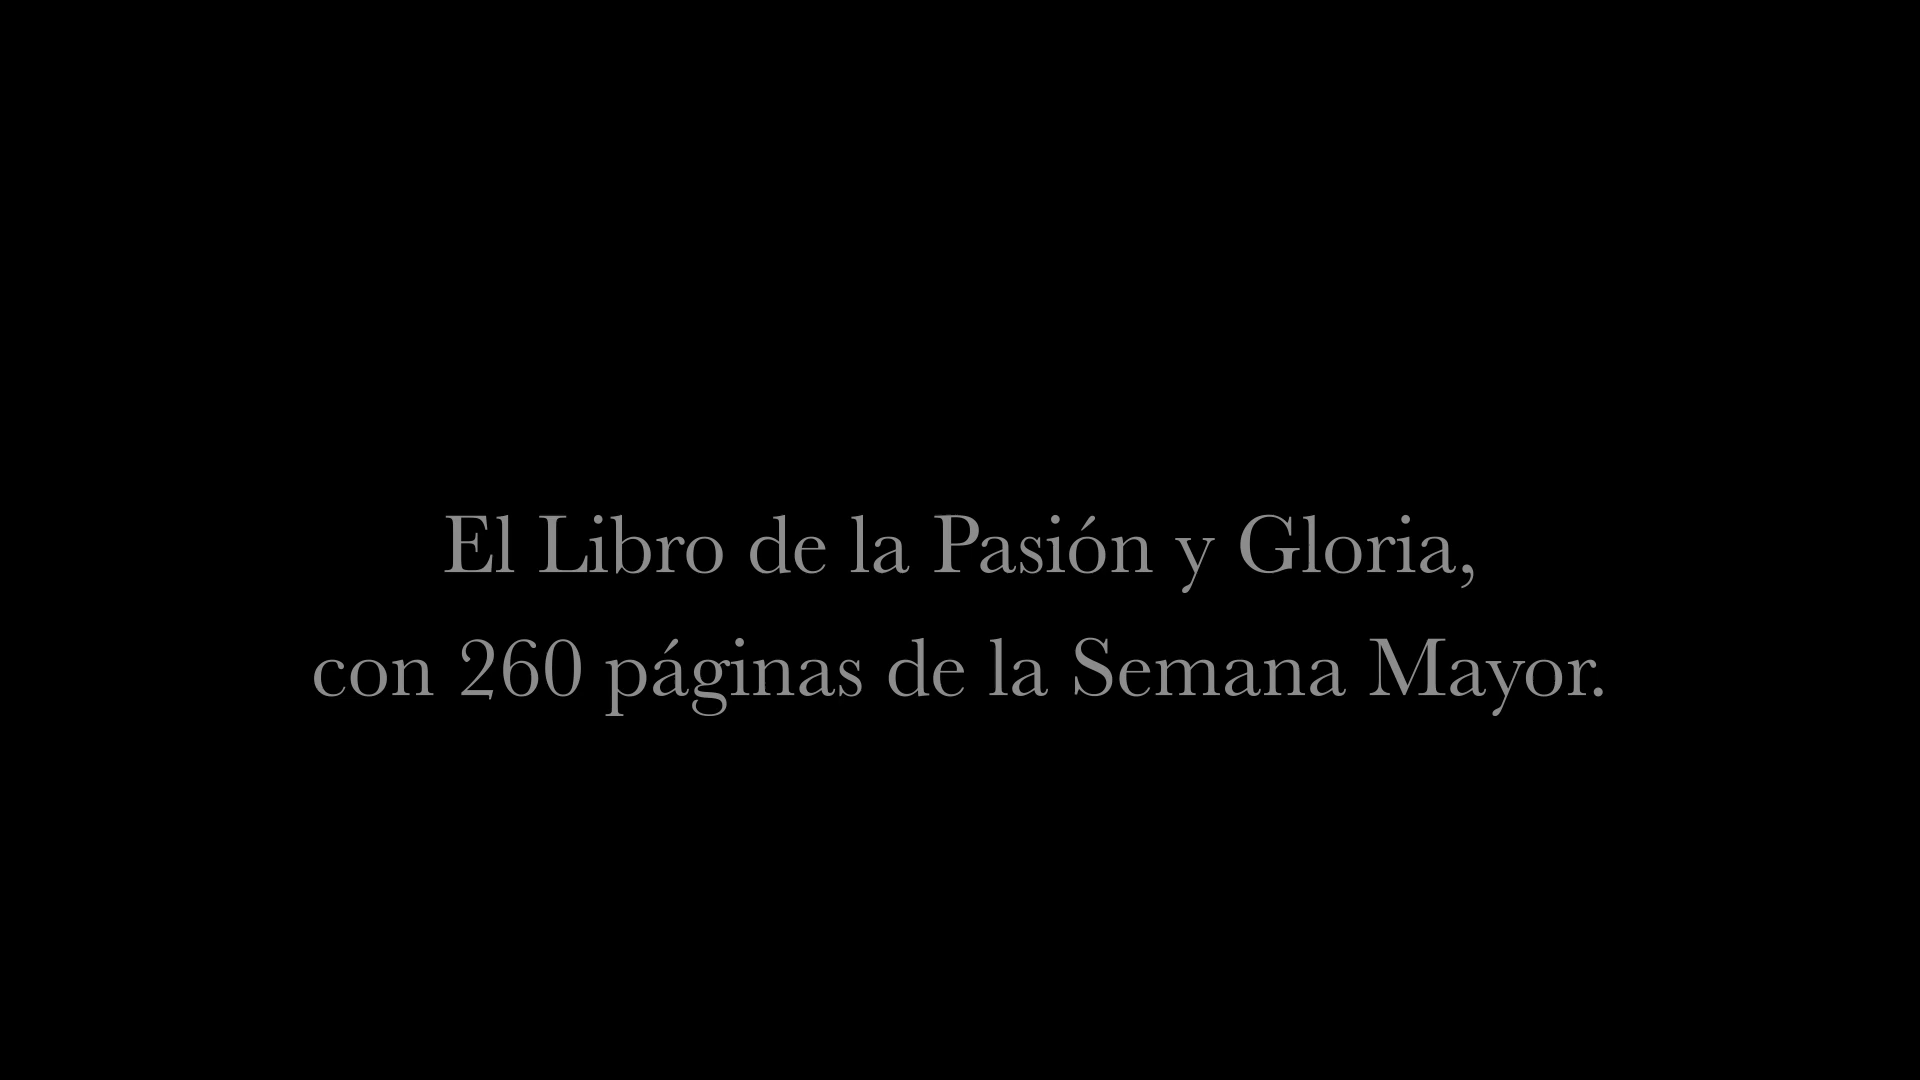 El Libro de la Pasión y Gloria,
con 260 páginas de la Semana Mayor.